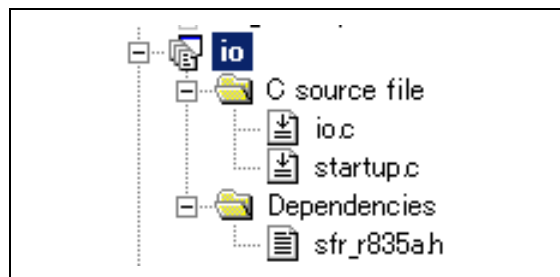 io
C source file
io.c
startup.c
Dependencies
sfr_r835a.h